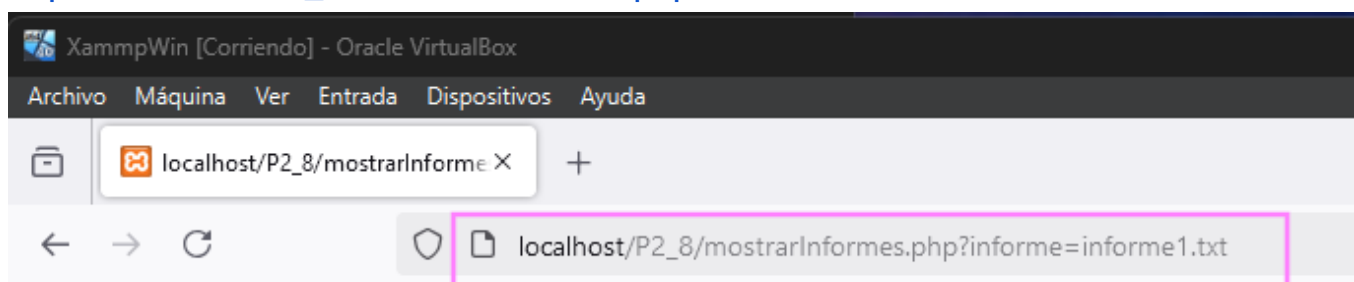 XammpWin [Corriendo] - Oracle VirtualBox
Archivo Máquina Ver Entrada Dispositivos Ayuda
localhost/P2_8/mostrarInforme
localhost/P2_8/mostrarInformes.php?informe=informe1.txt